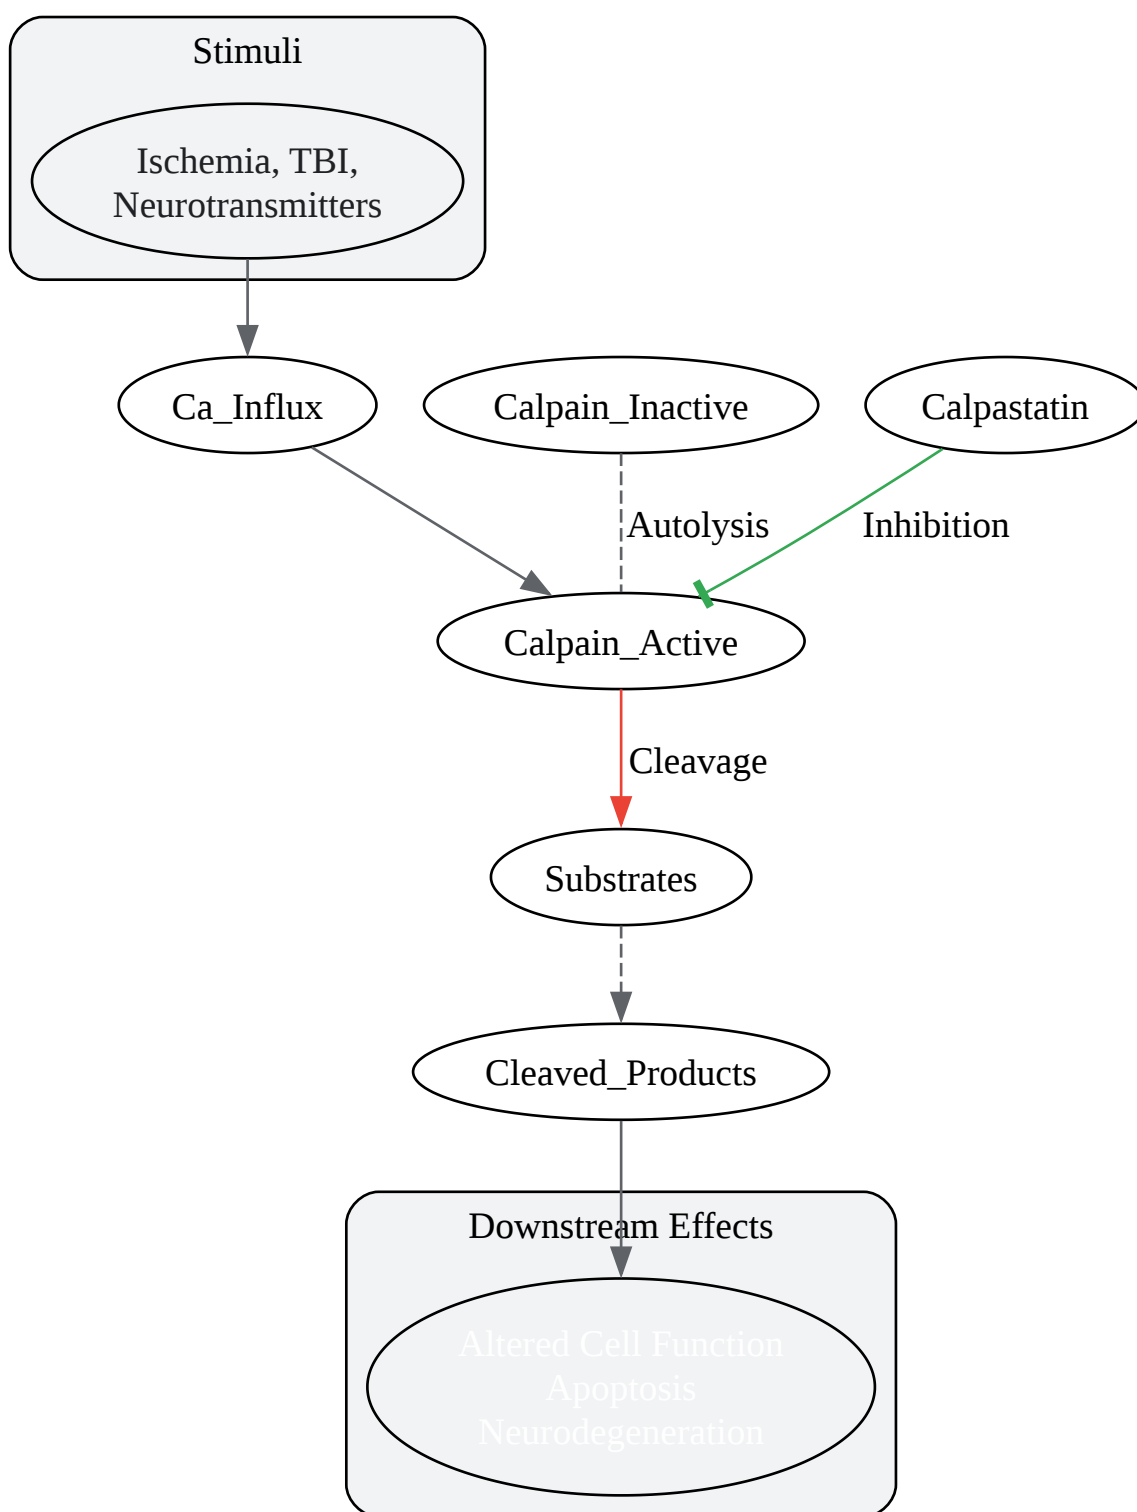 Stimuli
Ischemia, TBI,
Neurotransmitters
Ca_Influx
Calpain_Inactive
Calpastatin
Autolysis
Inhibition
Calpain_Active
Cleavage
Substrates
Cleaved_Products
Downstream Effects
Altered Cell Function
Apoptosis
Neurodegeneration